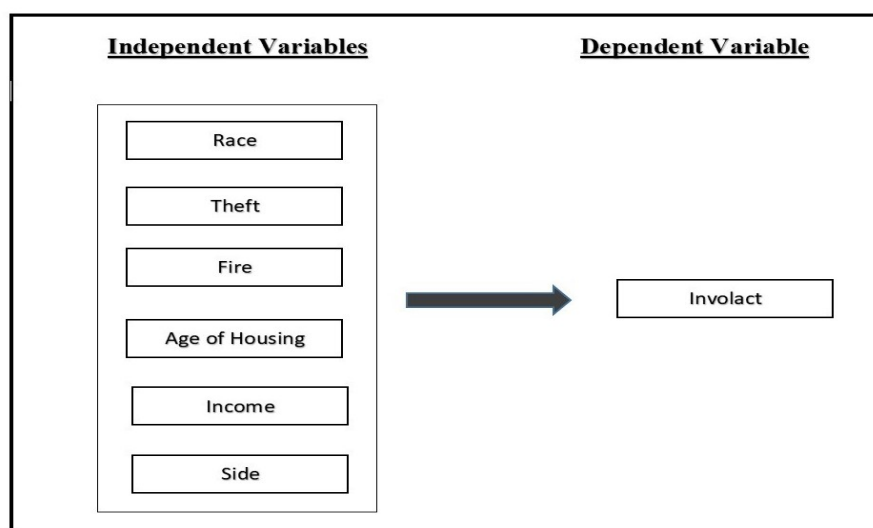 Independent Variables
Dependent Variable
Race
Theft
Fire
Age of Housing
Income
Side
Involact